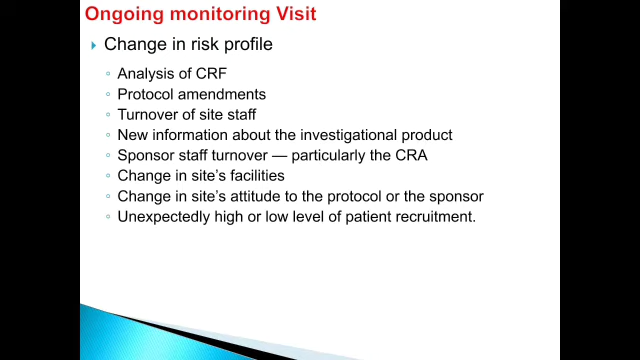 Ongoing monitoring Visit
Change in risk profile
Analysis of CRF
Protocol amendments
Turnover of site staff
New information about the investigational product
Sponsor staff turnover — particularly the CRA
Change in site's facilities
Change in site's attitude to the protocol or the sponsor
Unexpectedly high or low level of patient recruitment.